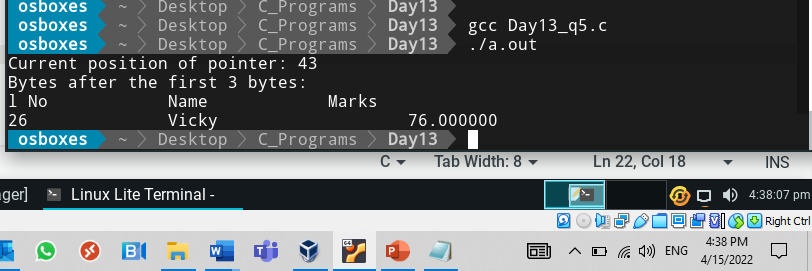 osboxes ~ Desktop C_Programs Day13
osboxes ~ Desktop C_Programs Day13 gcc Day13_q5.c
osboxes ~ Desktop C_Programs Day13 ./a.out
Current position of pointer: 43
Bytes after the first 3 bytes:
l No Name Marks
26 Vicky 76.000000
osboxes ~ Desktop C_Programs Day13
C Tab Width: 8 Ln 22, Col 18 INS
ager] Linux Lite Terminal - 4:38:07 pm
Right Ctrl
ENG 4:38 PM
4/15/2022